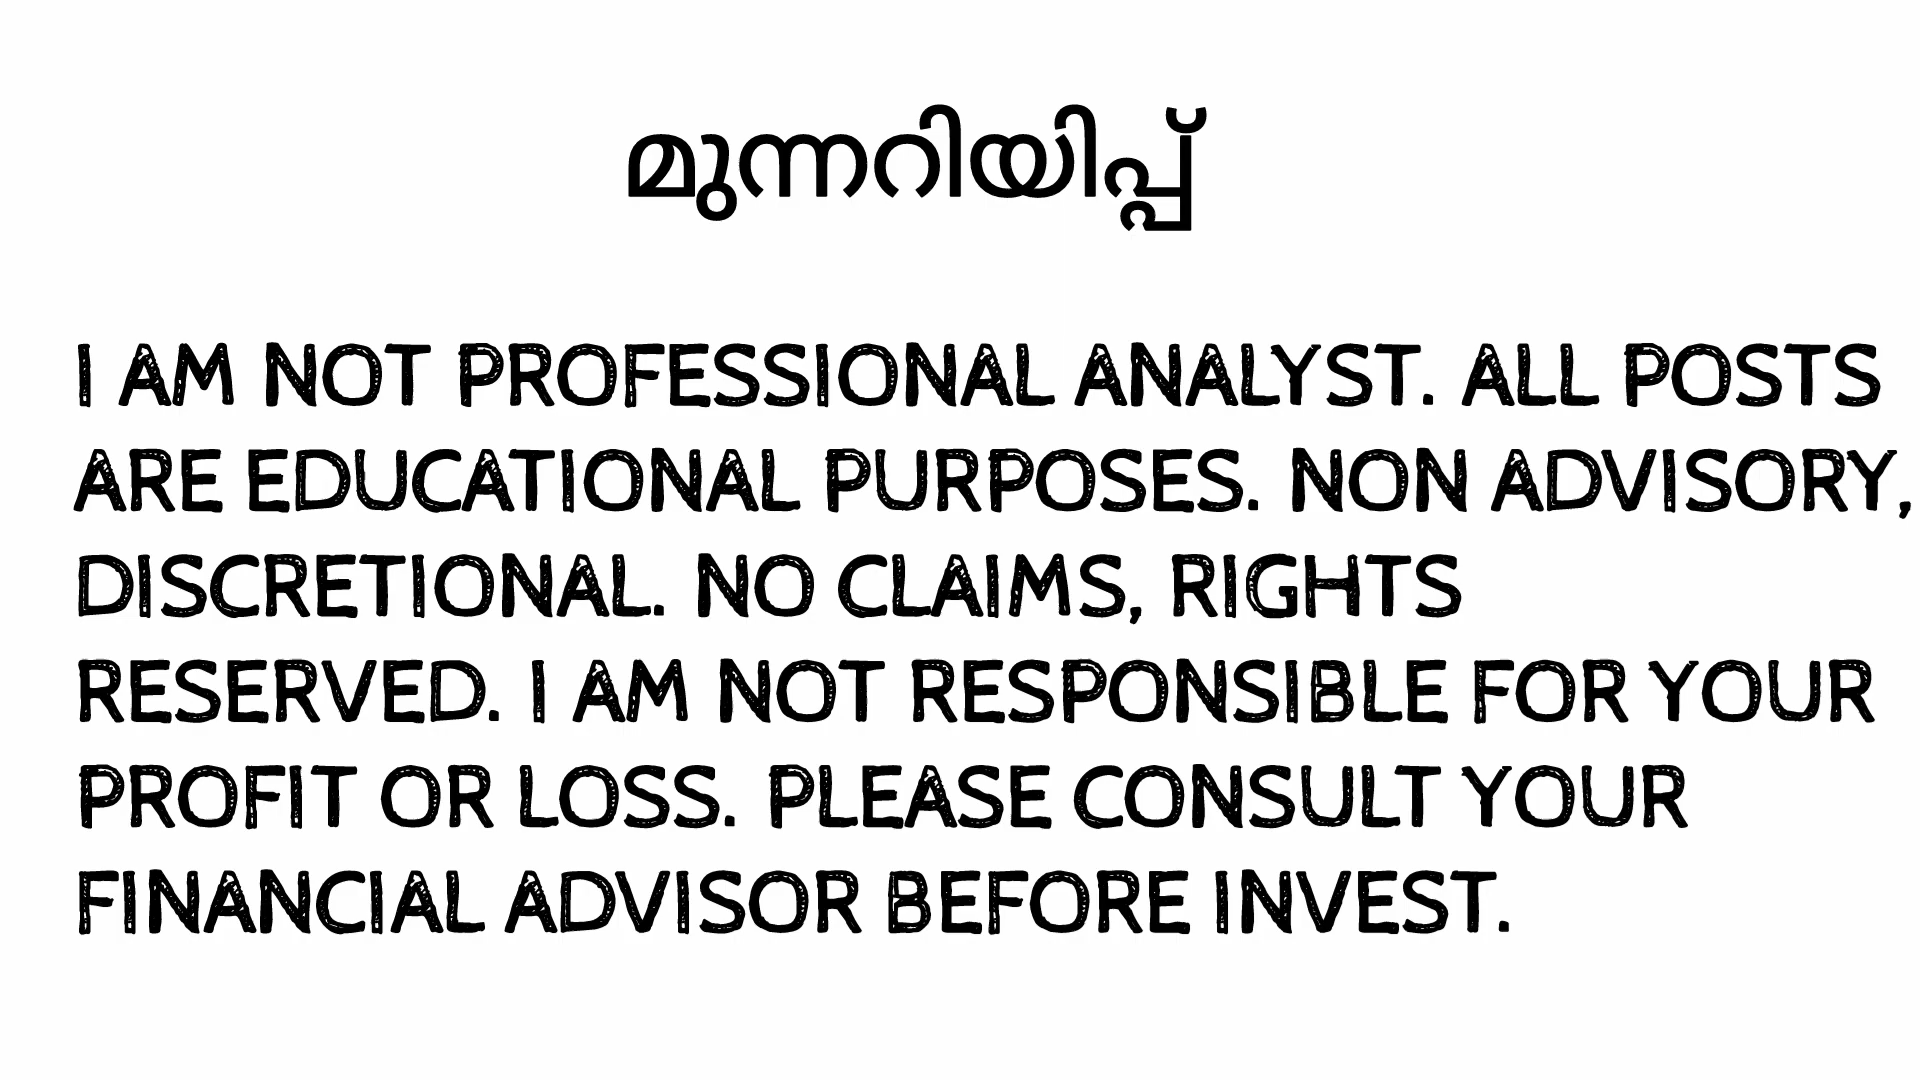 മുന്നറിയിപ്പ്
I AM NOT PROFESSIONAL ANALYST. ALL POSTS
ARE EDUCATIONAL PURPOSES. NON ADVISORY,
DISCRETIONAL. NO CLAIMS, RIGHTS
RESERVED. I AM NOT RESPONSIBLE FOR YOUR
PROFIT OR LOSS. PLEASE CONSULT YOUR
FINANCIAL ADVISOR BEFORE INVEST.